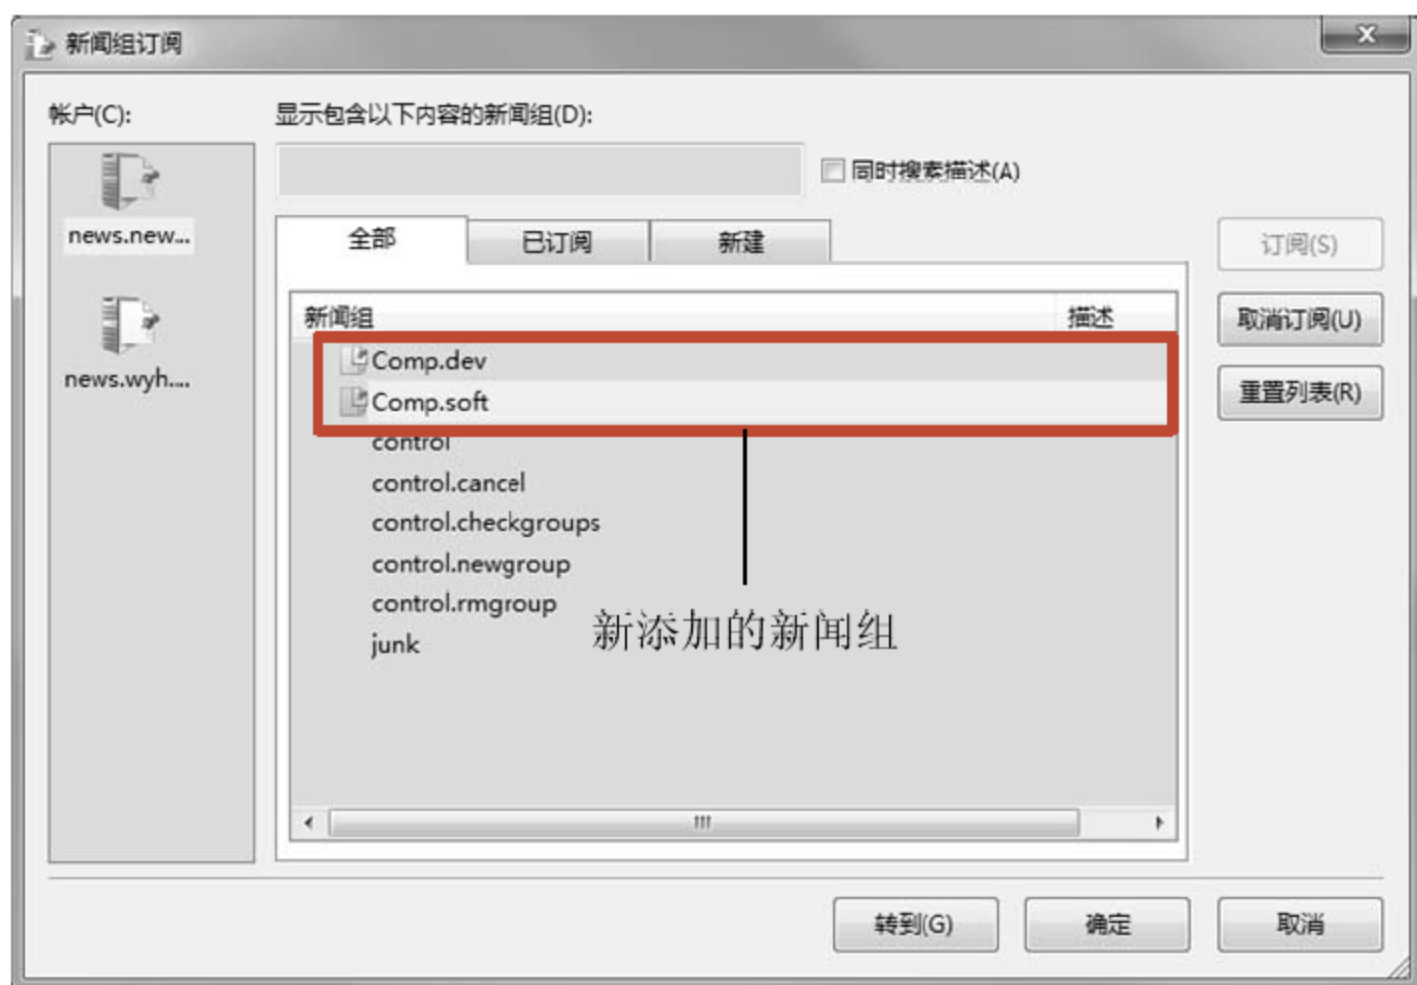 新闻组订阅
帐户(C):
显示包含以下内容的新闻组(D):
同时搜索描述(A)
news.new...
全部
已订阅
新建
订阅(S)
新闻组
描述
取消订阅(U)
news.wyh....
Comp.dev
重置列表(R)
Comp.soft
control
control.cancel
control.checkgroups
control.newgroup
control.rmgroup
新添加的新闻组
junk
转到(G)
确定
取消